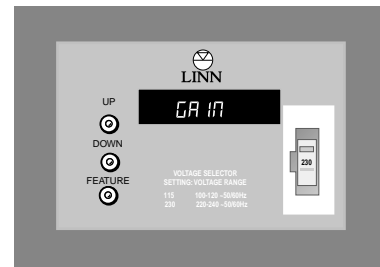 LINN
UP
GAIN
DOWN
FEATURE
230
VOLTAGE SELECTOR
SETTING: VOLTAGE RANGE
115 100-120 ~50/60Hz
230 220-240 ~50/60Hz